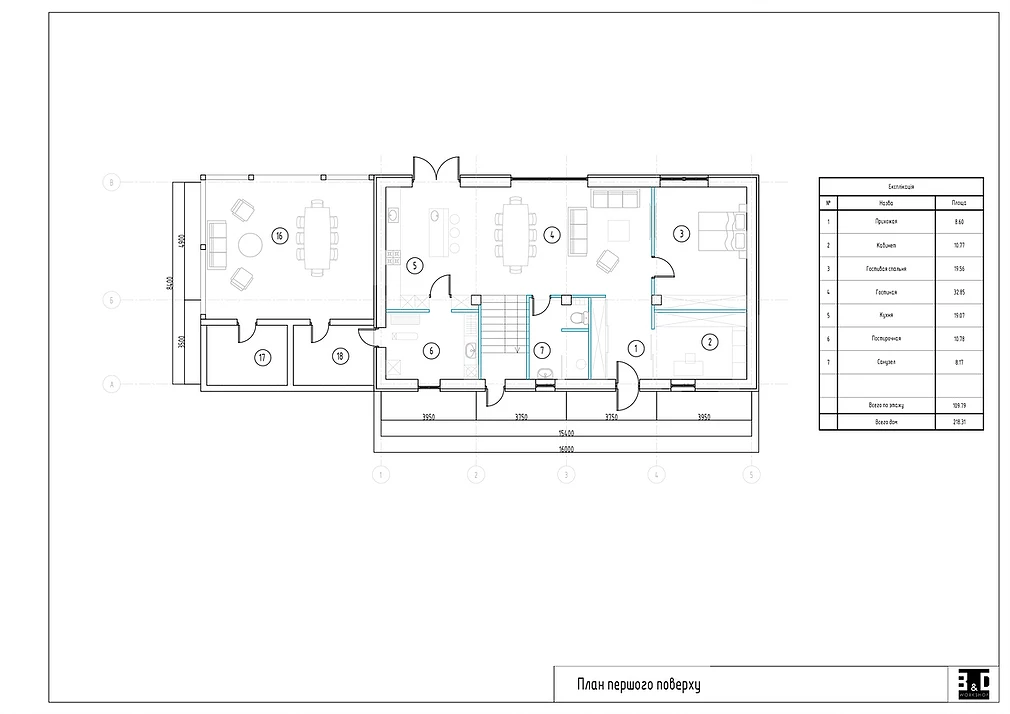 В
Б
А
4900
8400
3500
16
17
18
5
4
3
6
7
1
2
3950
3750
3750
3950
15400
16000
1
2
3
4
5
Експлікація
№ Назва Площа
1 Прихожая 8.60
2 Кабинет 10.77
3 Гостивая спальня 19.56
4 Гостиная 32.85
5 Кухня 19.07
6 Постирочная 10.78
7 Санузел 8.17
Всего по этажу 109.79
Всего дом 218.31
План першого поверху
B&D
WORKSHOP